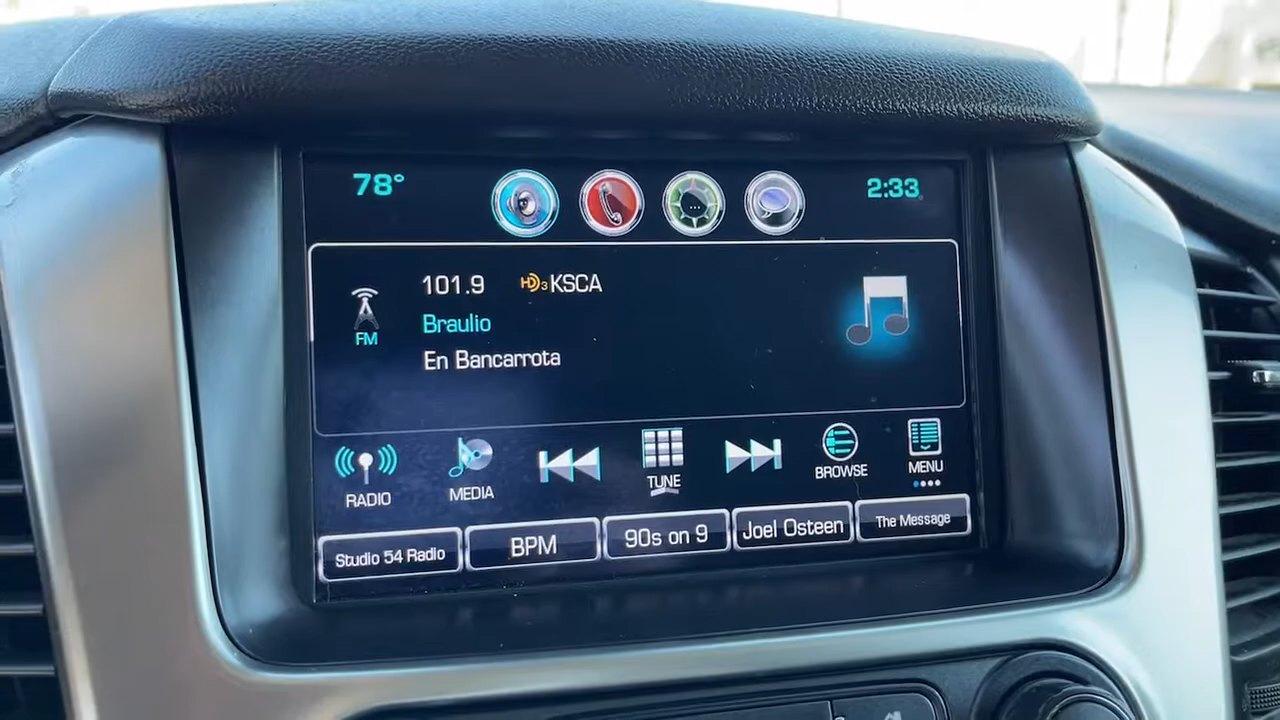 78°
2:33
101.9 HD3 KSCA
FM
Braulio
En Bancarrota
RADIO
MEDIA
TUNE
BROWSE
MENU
Studio 54 Radio
BPM
90s on 9
Joel Osteen
The Message